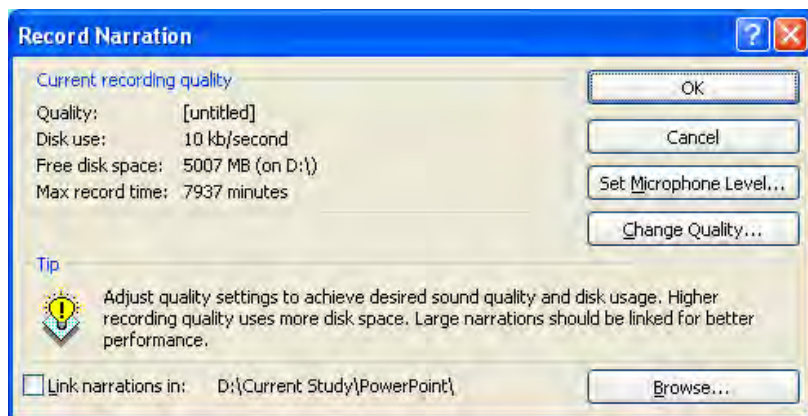 Record Narration
Current recording quality
Quality: [untitled]
Disk use: 10 kb/second
Free disk space: 5007 MB (on D:\)
Max record time: 7937 minutes
OK
Cancel
Set Microphone Level...
Change Quality...
Tip
Adjust quality settings to achieve desired sound quality and disk usage. Higher
recording quality uses more disk space. Large narrations should be linked for better
performance.
Link narrations in: D:\Current Study\PowerPoint\
Browse...